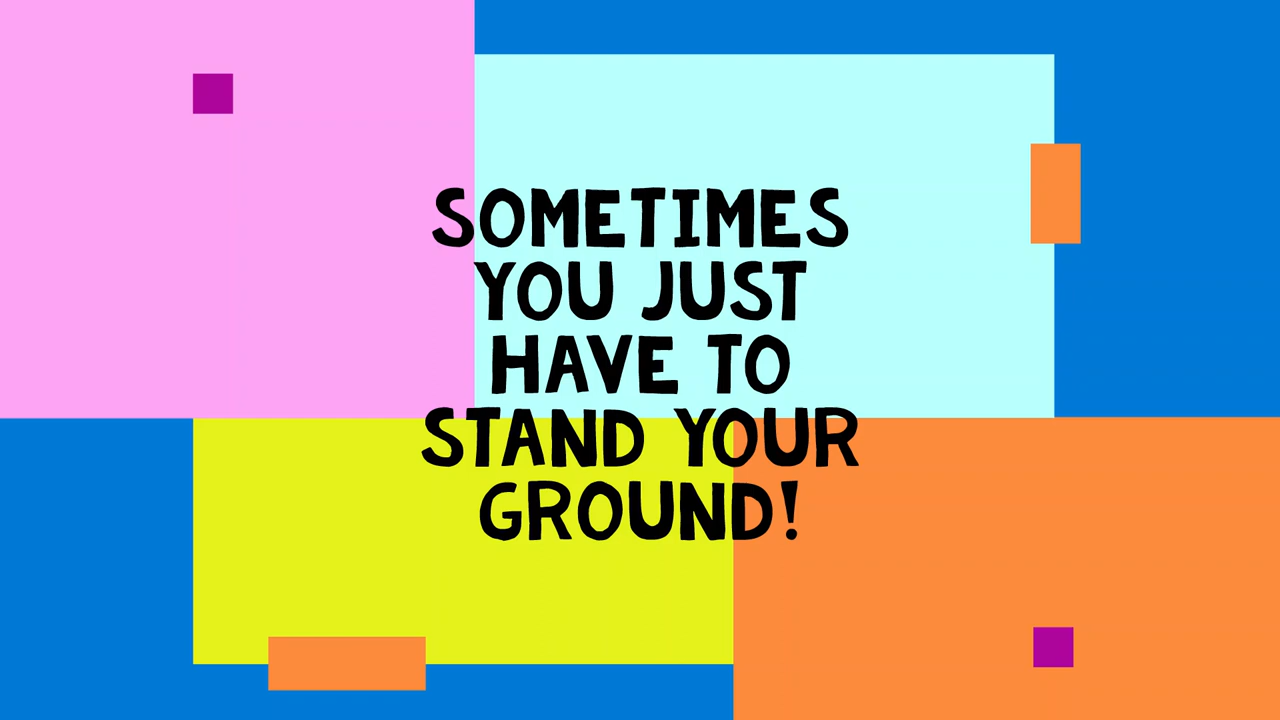 SOMETIMES
YOU JUST
HAVE TO
STAND YOUR
GROUND!